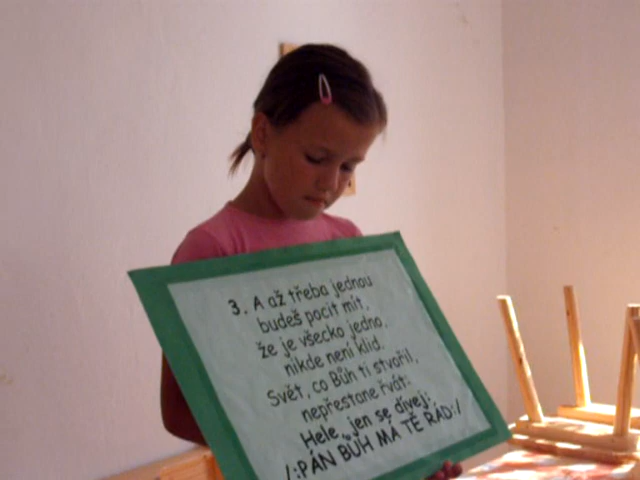 3. A až třeba jednou
budeš pocit mít,
že je všecko jedno,
nikde není klid.
Svět, co Bůh ti stvořil,
nepřestane řvát:
Hele, jen se dívej:
/:PÁN BŮH MÁ TĚ RÁD:/